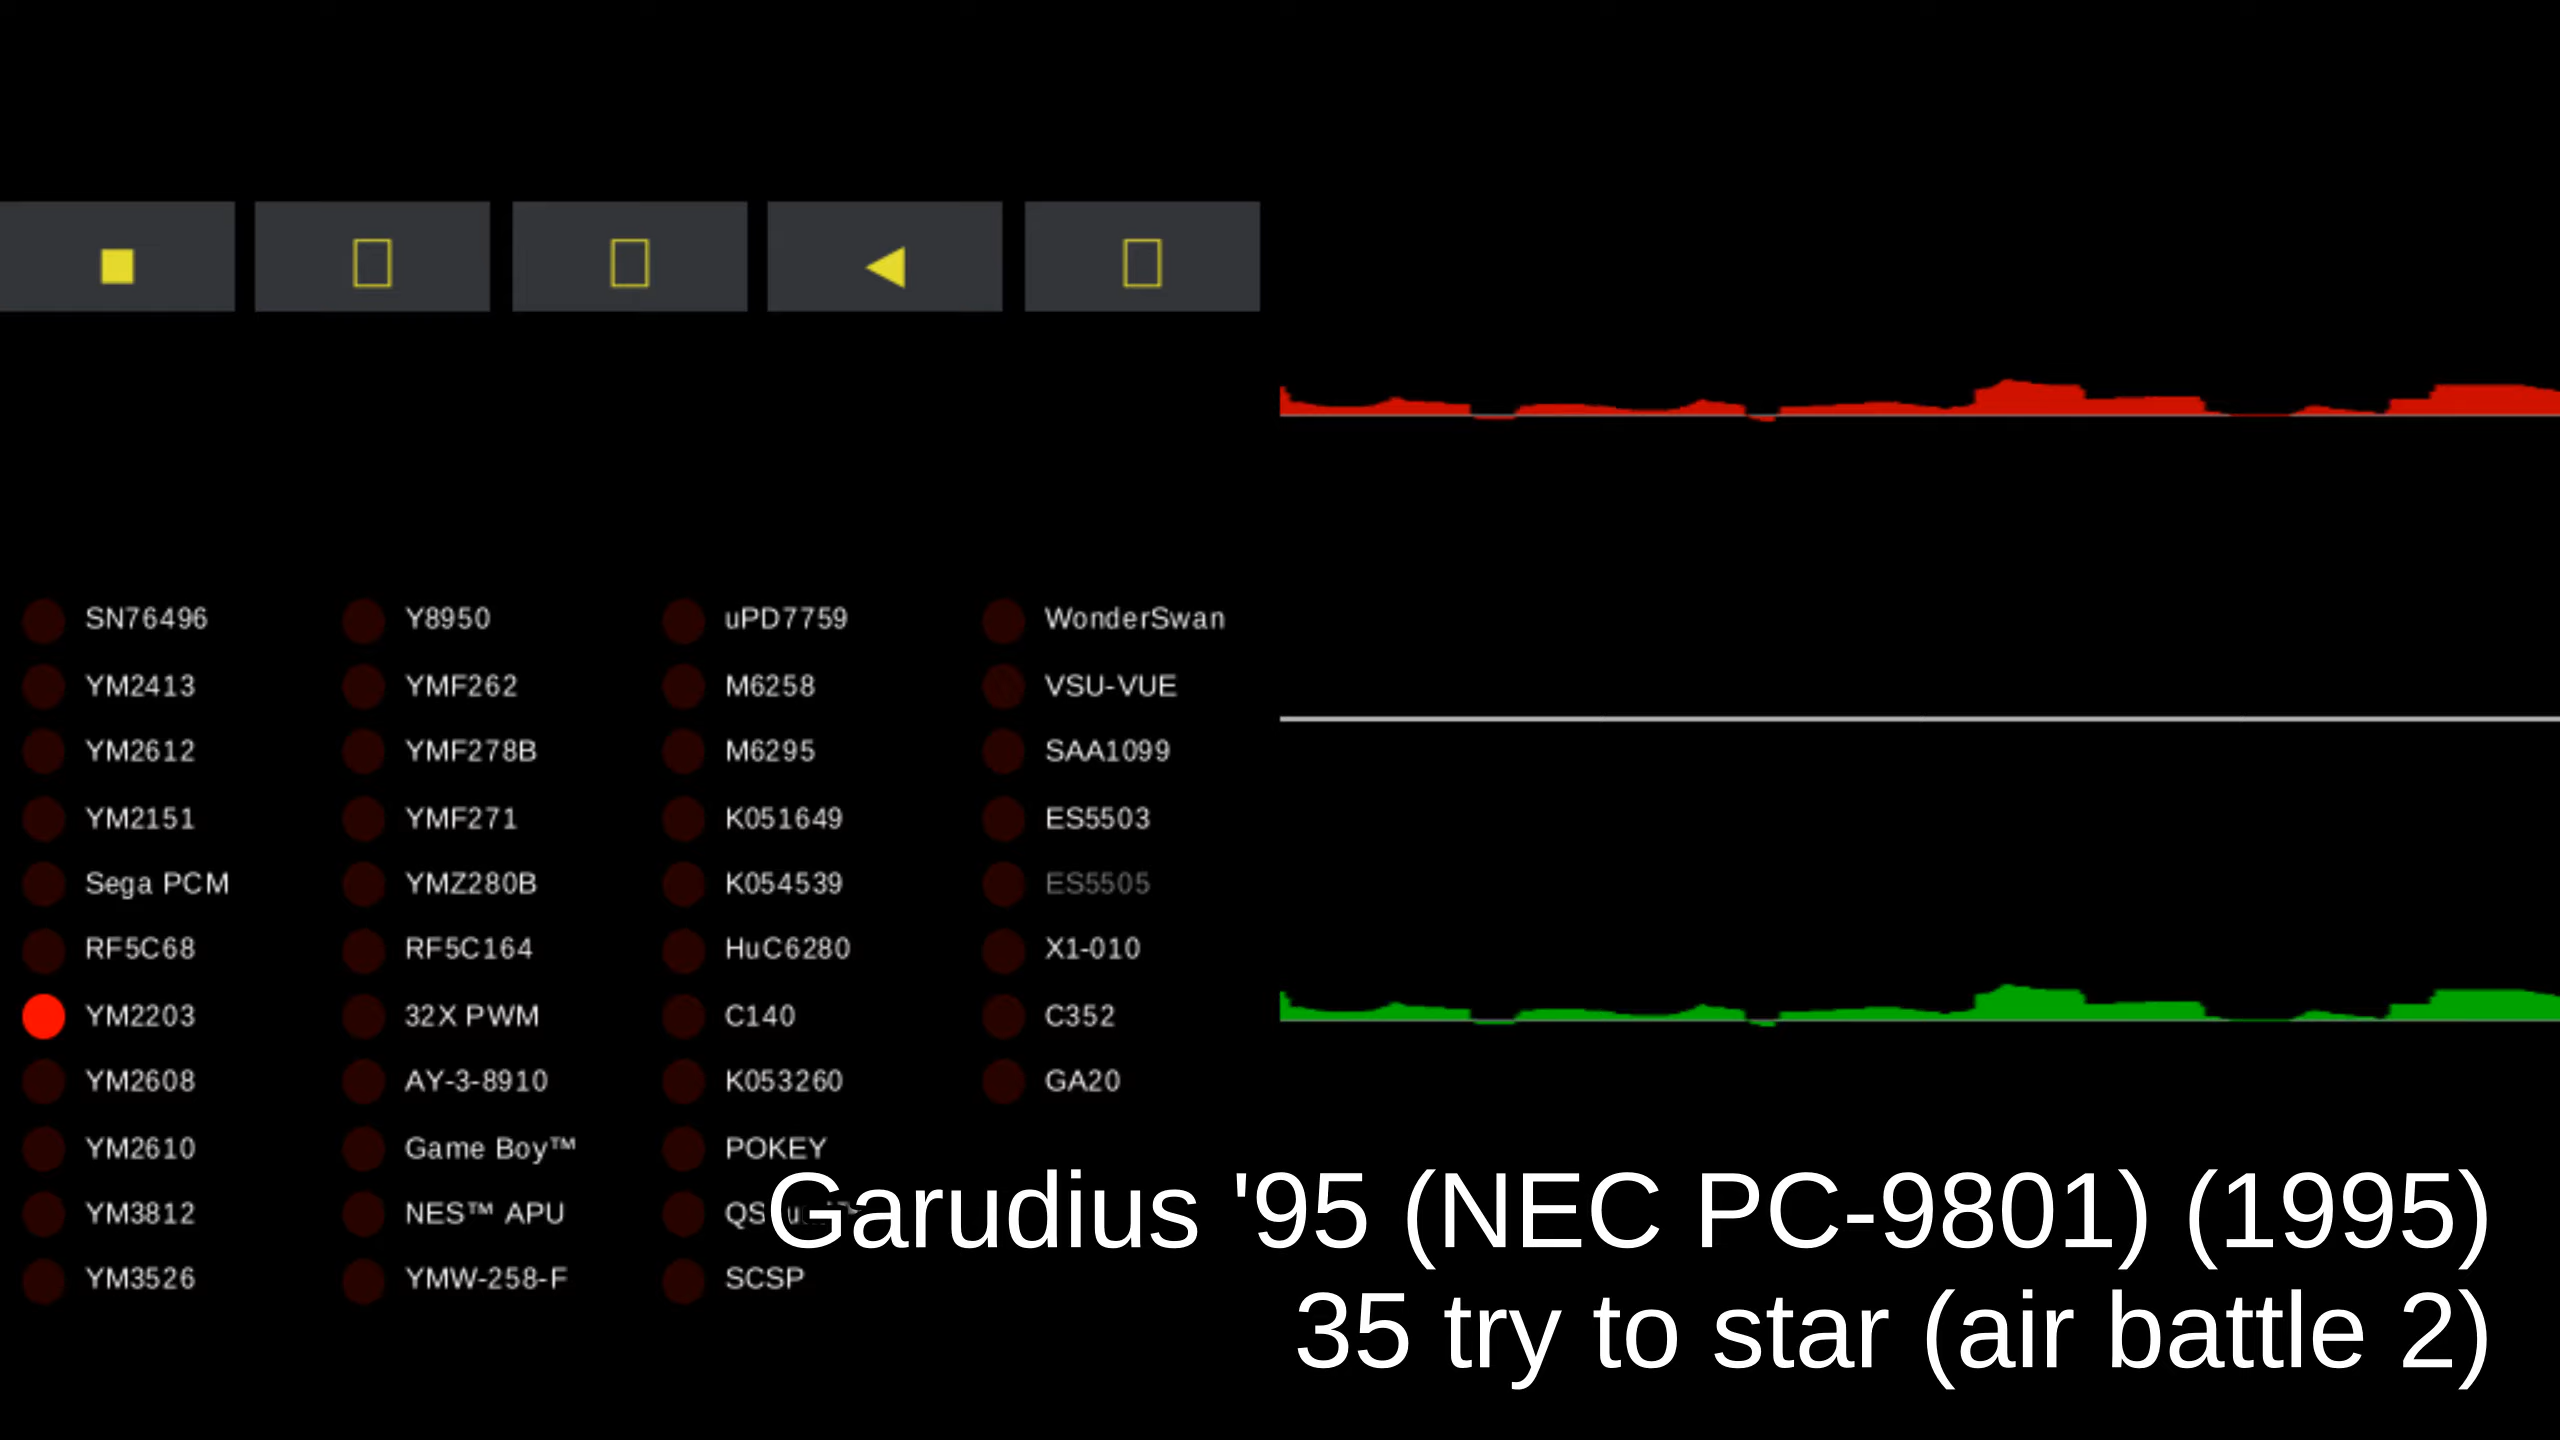 SN76496 Y8950 uPD7759 WonderSwan
YM2413 YMF262 M6258 VSU-VUE
YM2612 YMF278B M6295 SAA1099
YM2151 YMF271 K051649 ES5503
Sega PCM YMZ280B K054539 ES5505
RF5C68 RF5C164 HuC6280 X1-010
YM2203 32X PWM C140 C352
YM2608 AY-3-8910 K053260 GA20
YM2610 Game Boy™ POKEY
YM3812 NES™ APU
YM3526 YMW-258-F SCSP
Garudius '95 (NEC PC-9801) (1995)
35 try to star (air battle 2)